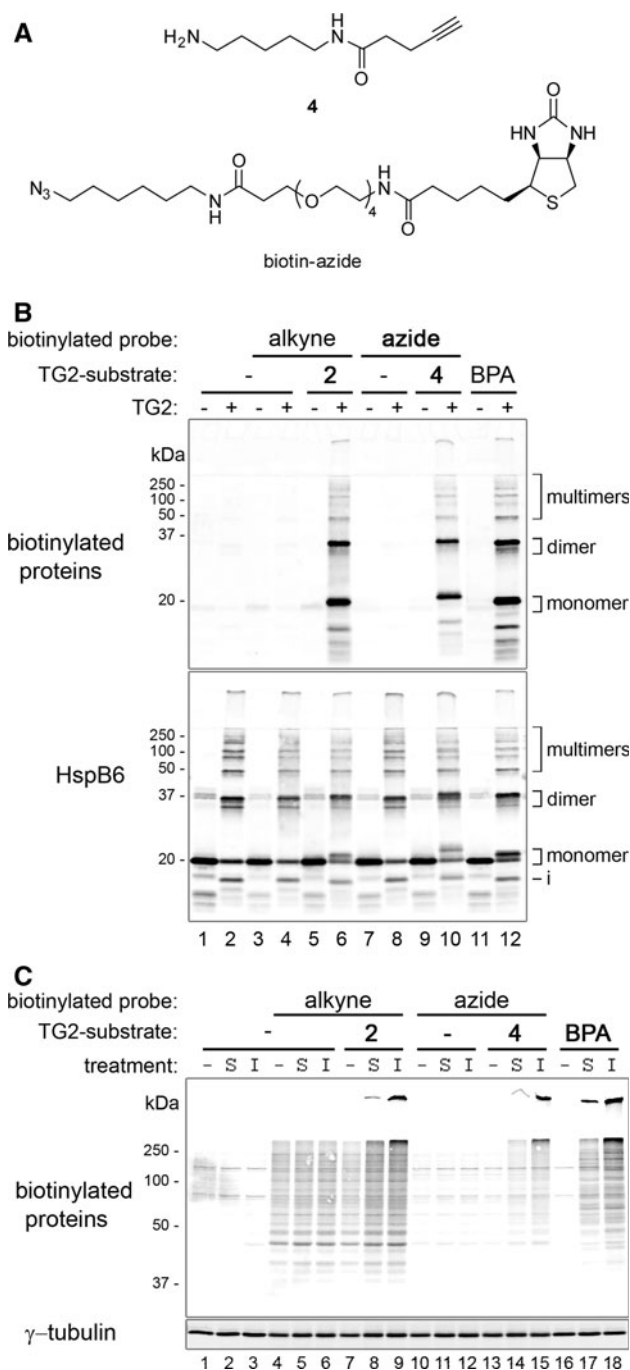 A
H2N
H
N
O
4
O
HN
NH
O
N3
N
H
O
4
H
N
O
S
biotin-azide
B
biotinylated probe: alkyne azide
TG2-substrate: - 2 - 4 BPA
TG2: - + - + - + - + - + - +
kDa
250 -
100 -
50 -
37 -
20 -
biotinylated proteins
multimers
dimer
monomer
250 -
100 -
50 -
37 -
20 -
HspB6
multimers
dimer
monomer
i
1 2 3 4 5 6 7 8 9 10 11 12
C
biotinylated probe: alkyne azide
TG2-substrate: - 2 - 4 BPA
treatment: - S I - S I - S I - S I - S I - S I
kDa
250 -
100 -
50 -
37 -
biotinylated proteins
γ-tubulin
1 2 3 4 5 6 7 8 9 10 11 12 13 14 15 16 17 18